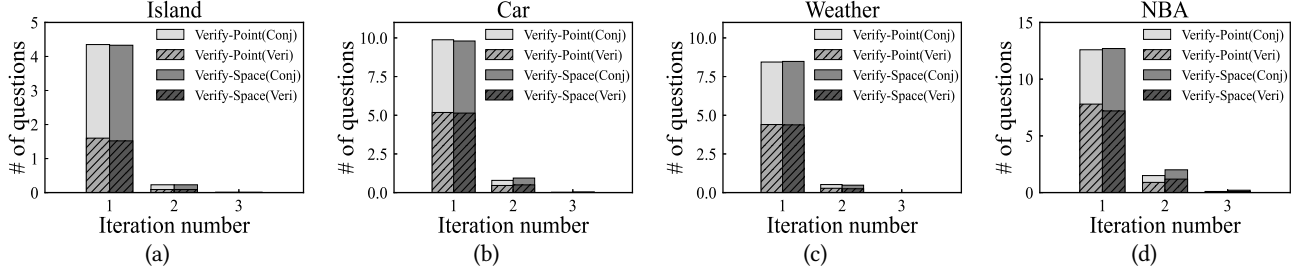 Island
5
4
3
2
1
0
# of questions
Verify-Point(Conj)
Verify-Point(Veri)
Verify-Space(Conj)
Verify-Space(Veri)
1 2 3
Iteration number
(a)
Car
10.0
7.5
5.0
2.5
0.0
# of questions
Verify-Point(Conj)
Verify-Point(Veri)
Verify-Space(Conj)
Verify-Space(Veri)
1 2 3
Iteration number
(b)
Weather
10.0
7.5
5.0
2.5
0.0
# of questions
Verify-Point(Conj)
Verify-Point(Veri)
Verify-Space(Conj)
Verify-Space(Veri)
1 2 3
Iteration number
(c)
NBA
15
10
5
0
# of questions
Verify-Point(Conj)
Verify-Point(Veri)
Verify-Space(Conj)
Verify-Space(Veri)
1 2 3
Iteration number
(d)